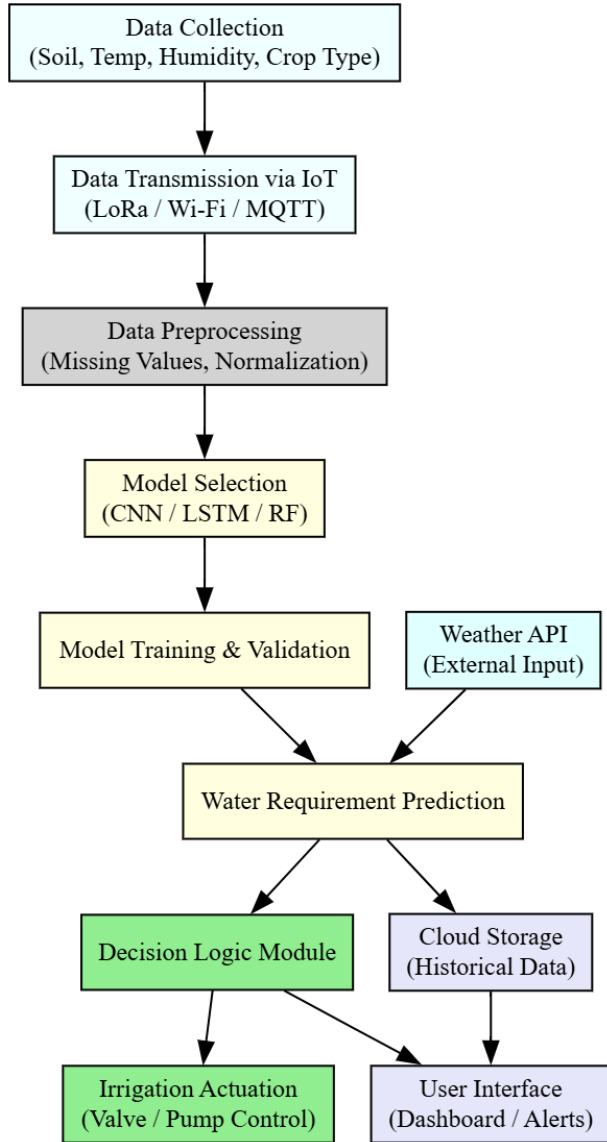 Data Collection
(Soil, Temp, Humidity, Crop Type)
Data Transmission via IoT
(LoRa / Wi-Fi / MQTT)
Data Preprocessing
(Missing Values, Normalization)
Model Selection
(CNN / LSTM / RF)
Model Training & Validation
Weather API
(External Input)
Water Requirement Prediction
Decision Logic Module
Cloud Storage
(Historical Data)
Irrigation Actuation
(Valve / Pump Control)
User Interface
(Dashboard / Alerts)